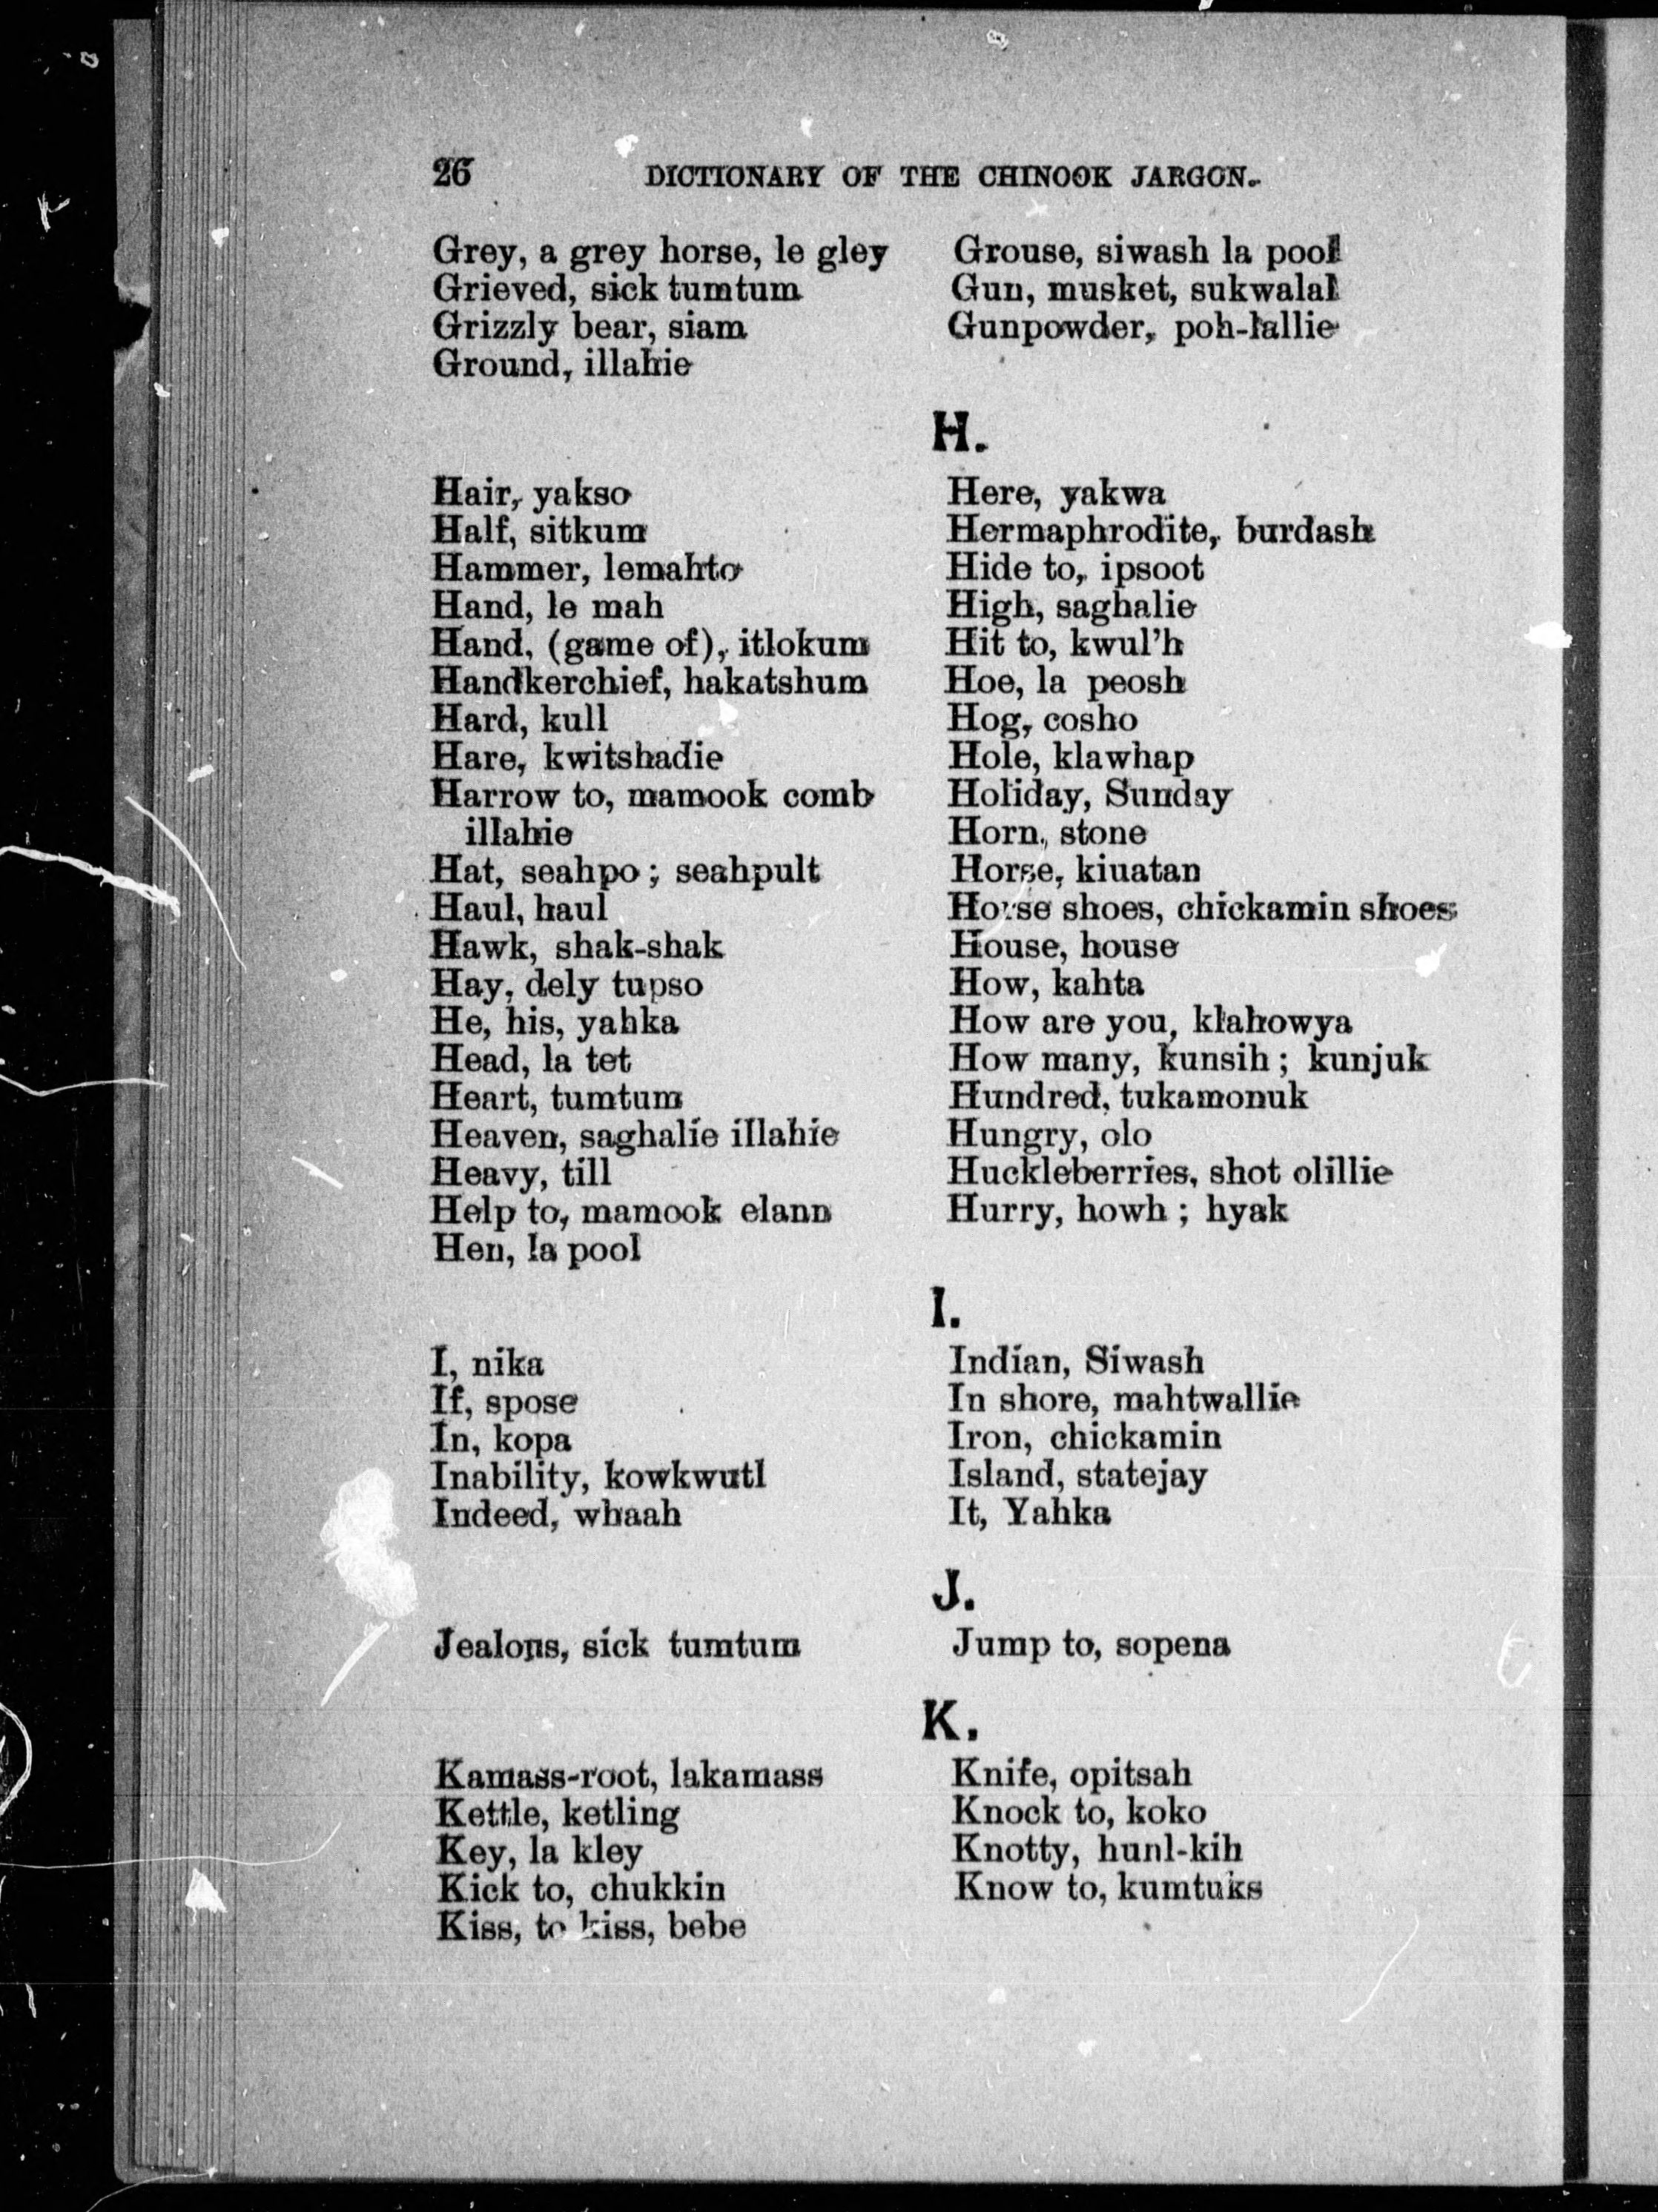 26 DICTIONARY OF THE CHINOOK JARGON.
Grey, a grey horse, le gley
Grieved, sick tumtum
Grizzly bear, siam
Ground, illahie
Grouse, siwash la pool
Gun, musket, sukwalal
Gunpowder, poh-lallie
H.
Hair, yakso
Half, sitkum
Hammer, lemahto
Hand, le mah
Hand, (game of), itlokum
Handkerchief, hakatshum
Hard, kull
Hare, kwitshadie
Harrow to, mamook comb
illahie
Hat, seahpo ; seahpult
Haul, haul
Hawk, shak-shak
Hay, dely tupso
He, his, yahka
Head, la tet
Heart, tumtum
Heaven, saghalie illahie
Heavy, till
Help to, mamook elann
Hen, la pool
Here, yakwa
Hermaphrodite, burdash
Hide to, ipsoot
High, saghalie
Hit to, kwul'h
Hoe, la peosh
Hog, cosho
Hole, klawhap
Holiday, Sunday
Horn, stone
Horse, kiuatan
Horse shoes, chickamin shoes
House, house
How, kahta
How are you, klahowya
How many, kunsih ; kunjuk
Hundred, tukamonuk
Hungry, olo
Huckleberries, shot olillie
Hurry, howh ; hyak
I.
I, nika
If, spose
In, kopa
Inability, kowkwutl
Indeed, whaah
Indian, Siwash
In shore, mahtwallie
Iron, chickamin
Island, statejay
It, Yahka
J.
Jealous, sick tumtum
Jump to, sopena
K.
Kamass-root, lakamass
Kettle, ketling
Key, la kley
Kick to, chukkin
Kiss, to kiss, bebe
Knife, opitsah
Knock to, koko
Knotty, hunl-kih
Know to, kumtuks